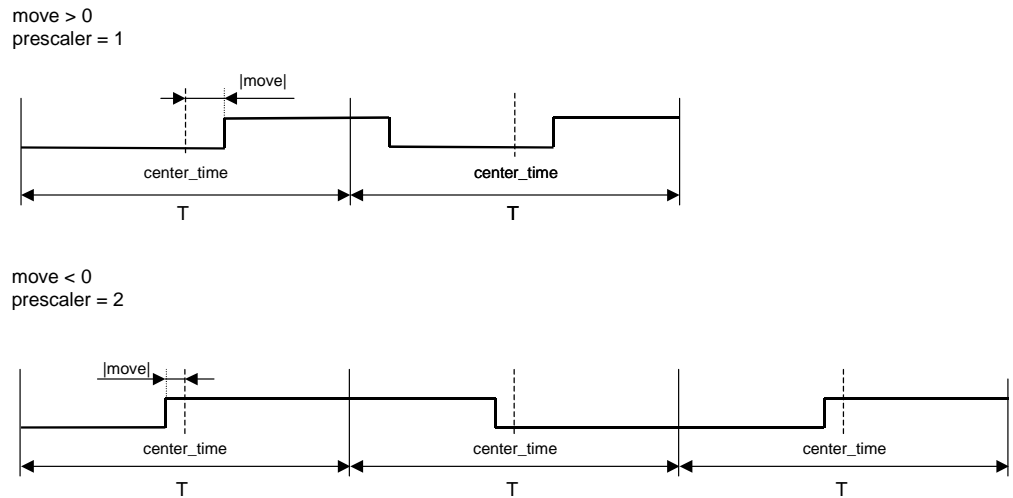 move > 0
prescaler = 1
|move|
center_time
center_time
T
T
move < 0
prescaler = 2
|move|
center_time
center_time
center_time
T
T
T